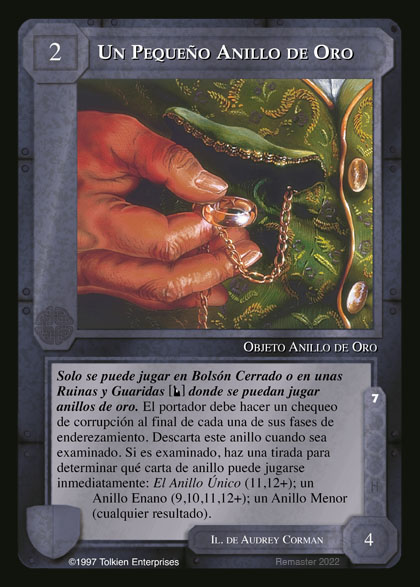 2
Un Pequeño Anillo de Oro
Objeto Anillo de Oro
Solo se puede jugar en Bolsón Cerrado o en unas
Ruinas y Guaridas [] donde se puedan jugar
anillos de oro. El portador debe hacer un chequeo
de corrupción al final de cada una de sus fases de
enderezamiento. Descarta este anillo cuando sea
examinado. Si es examinado, haz una tirada para
determinar qué carta de anillo puede jugarse
inmediatamente: El Anillo Único (11,12+); un
Anillo Enano (9,10,11,12+); un Anillo Menor
(cualquier resultado).
7
H
Il. de Audrey Corman
4
©1997 Tolkien Enterprises
Remaster 2022